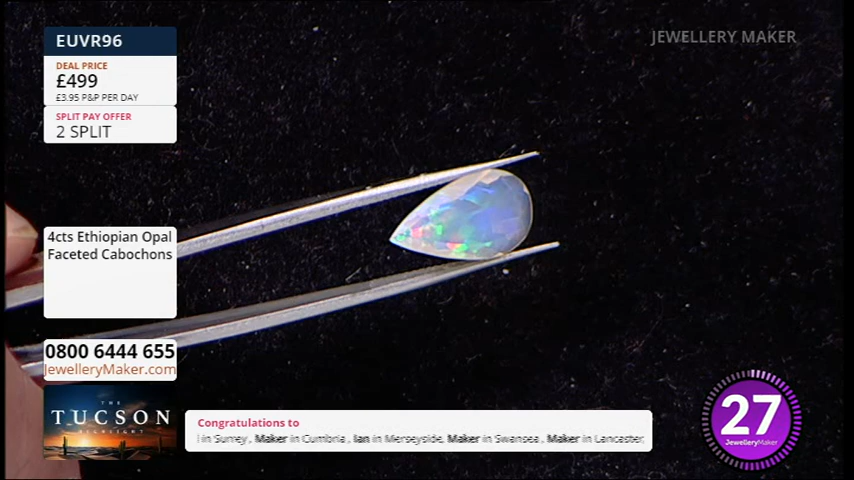 EUVR96
JEWELLERY MAKER
DEAL PRICE
£499
£3.95 P&P PER DAY
SPLIT PAY OFFER
2 SPLIT
4cts Ethiopian Opal
Faceted Cabochons
0800 6444 655
JewelleryMaker.com
THE
TUCSON
Congratulations to
in Surrey, Maker in Cumbria, Ian in Merseyside, Maker in Swansea, Maker in Lancaster,
27
JewelleryMaker